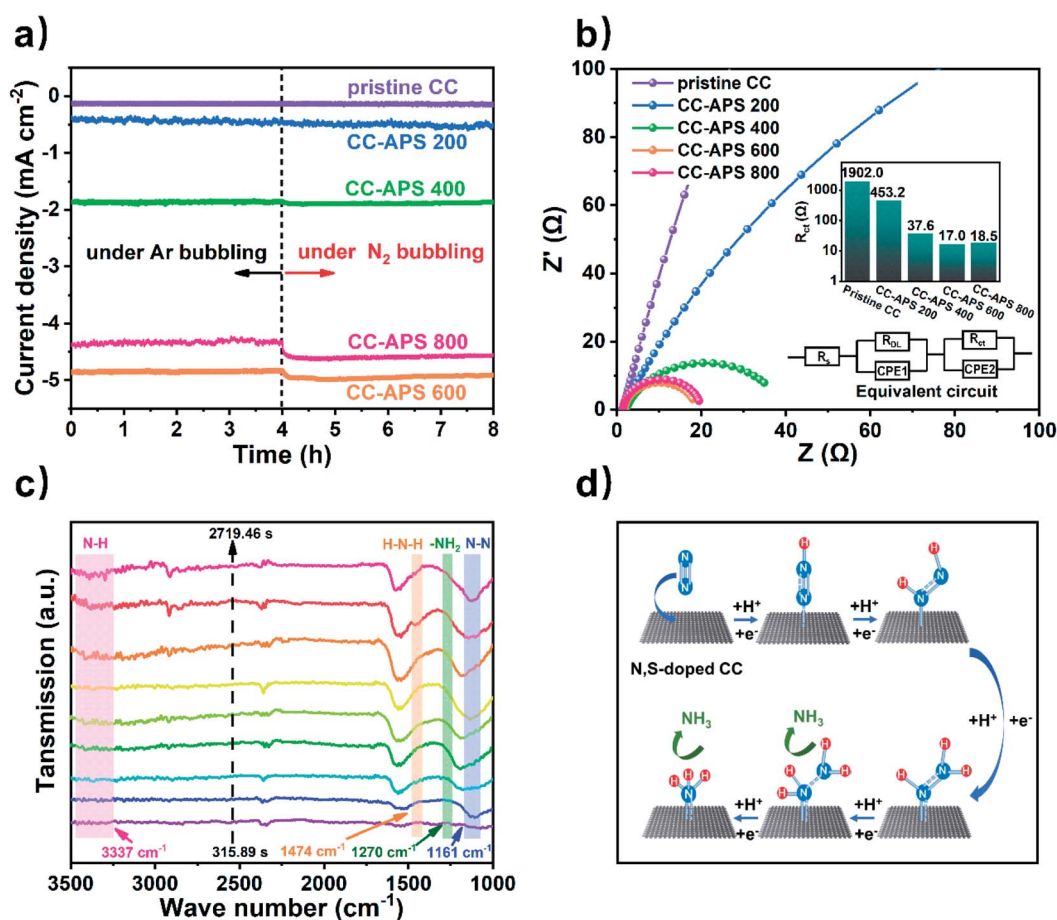 a)
Current density (mA cm⁻²)
0
-1
-2
-3
-4
-5
pristine CC
CC-APS 200
CC-APS 400
under Ar bubbling
under N₂ bubbling
CC-APS 800
CC-APS 600
0 1 2 3 4 5 6 7 8
Time (h)
b)
Z' (Ω)
100
80
60
40
20
0
pristine CC
CC-APS 200
CC-APS 400
CC-APS 600
CC-APS 800
Rct (Ω)
1000
100
10
1
1902.0
453.2
37.6
17.0
18.5
Pristine CC
CC-APS 200
CC-APS 400
CC-APS 600
CC-APS 800
Rs
RDL
CPE1
Rct
CPE2
Equivalent circuit
0 20 40 60 80 100
Z (Ω)
c)
Tansmission (a.u.)
N-H
2719.46 s
H-N-H
-NH₂
N-N
3337 cm⁻¹
315.89 s
1474 cm⁻¹
1270 cm⁻¹
1161 cm⁻¹
3500 3000 2500 2000 1500 1000
Wave number (cm⁻¹)
d)
N
N
H
N
N
H
N
H
N
+H⁺
+e⁻
+H⁺
+e⁻
N,S-doped CC
+H⁺ +e⁻
NH₃
NH₃
H
H
H
N
H
N
H
H
H
N
H
N
H
H
N
+H⁺
+e⁻
+H⁺
+e⁻